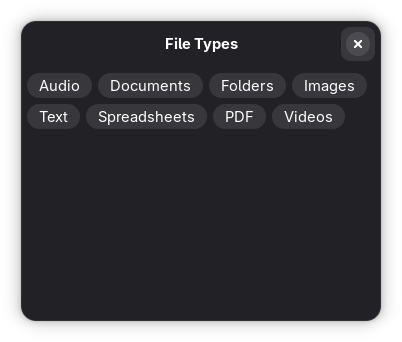 File Types
Audio Documents Folders Images
Text Spreadsheets PDF Videos